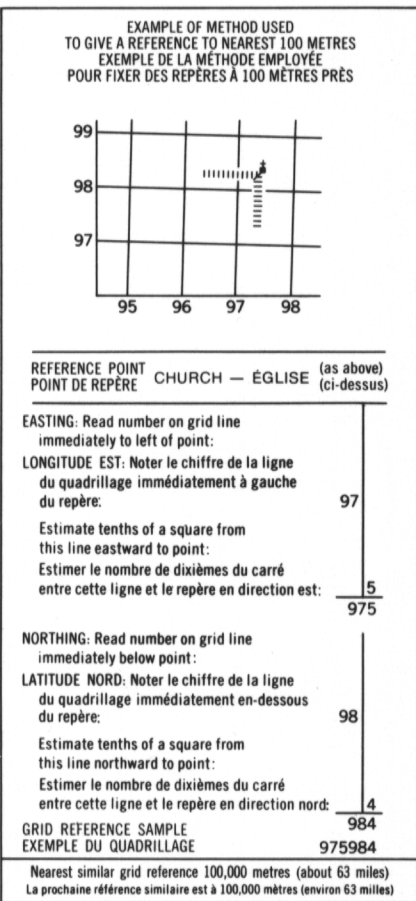 EXAMPLE OF METHOD USED
TO GIVE A REFERENCE TO NEAREST 100 METRES
EXEMPLE DE LA MÉTHODE EMPLOYÉE
POUR FIXER DES REPÈRES À 100 MÈTRES PRÈS
99
98
97
95 96 97 98
REFERENCE POINT
POINT DE REPÈRE
CHURCH — ÉGLISE
(as above)
(ci-dessus)
EASTING: Read number on grid line
immediately to left of point:
LONGITUDE EST: Noter le chiffre de la ligne
du quadrillage immédiatement à gauche
du repère: 97
Estimate tenths of a square from
this line eastward to point:
Estimer le nombre de dixièmes du carré
entre cette ligne et le repère en direction est: 5
975
NORTHING: Read number on grid line
immediately below point:
LATITUDE NORD: Noter le chiffre de la ligne
du quadrillage immédiatement en-dessous
du repère: 98
Estimate tenths of a square from
this line northward to point:
Estimer le nombre de dixièmes du carré
entre cette ligne et le repère en direction nord: 4
984
GRID REFERENCE SAMPLE
EXEMPLE DU QUADRILLAGE 975984
Nearest similar grid reference 100,000 metres (about 63 miles)
La prochaine référence similaire est à 100,000 mètres (environ 63 milles)